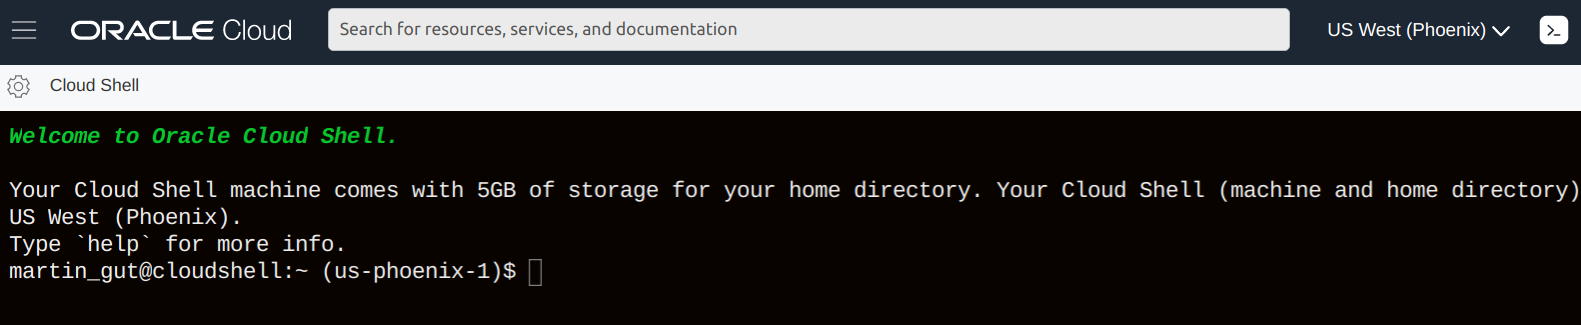 ORACLE Cloud
Search for resources, services, and documentation
US West (Phoenix)
Cloud Shell
Welcome to Oracle Cloud Shell.
Your Cloud Shell machine comes with 5GB of storage for your home directory. Your Cloud Shell (machine and home directory)
US West (Phoenix).
Type `help` for more info.
martin_gut@cloudshell:~ (us-phoenix-1)$